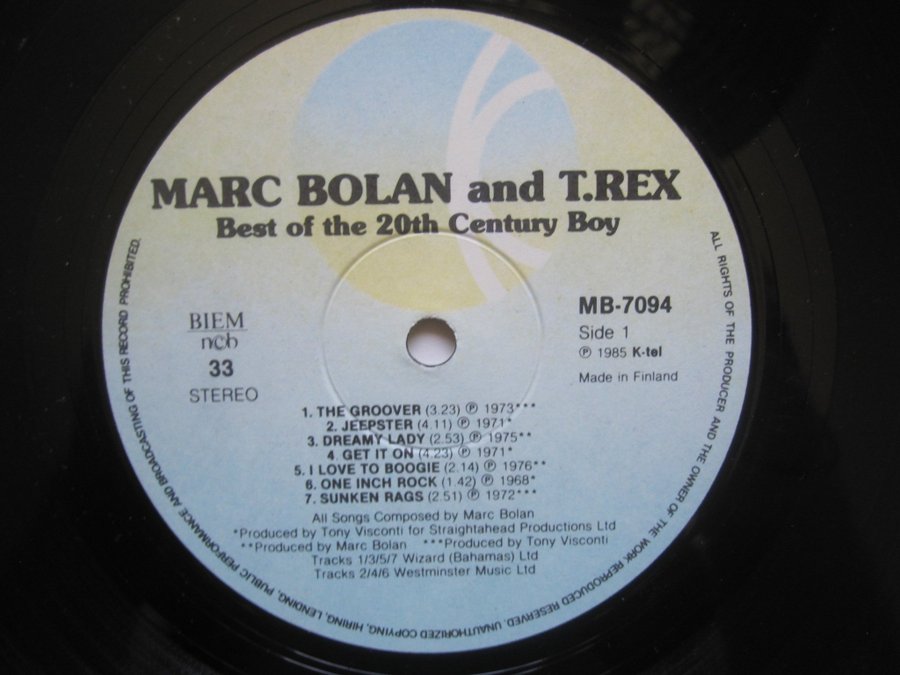 MARC BOLAN and T.REX
Best of the 20th Century Boy
BIEM
ncb
33
STEREO
MB-7094
Side 1
℗ 1985 K-tel
Made in Finland
1. THE GROOVER (3.23) ℗ 1973***
2. JEEPSTER (4.11) ℗ 1971*
3. DREAMY LADY (2.53) ℗ 1975**
4. GET IT ON (4.23) ℗ 1971*
5. I LOVE TO BOOGIE (2.14) ℗ 1976**
6. ONE INCH ROCK (1.42) ℗ 1968*
7. SUNKEN RAGS (2.51) ℗ 1972***
All Songs Composed by Marc Bolan
*Produced by Tony Visconti for Straightahead Productions Ltd
**Produced by Marc Bolan ***Produced by Tony Visconti
Tracks 1/3/5/7 Wizard (Bahamas) Ltd
Tracks 2/4/6 Westminster Music Ltd
ALL RIGHTS OF THE PRODUCER AND THE OWNER OF THE WORK REPRODUCED RESERVED. UNAUTHORIZED COPYING, HIRING, LENDING, PUBLIC PERFORMANCE AND BROADCASTING OF THIS RECORD PROHIBITED.